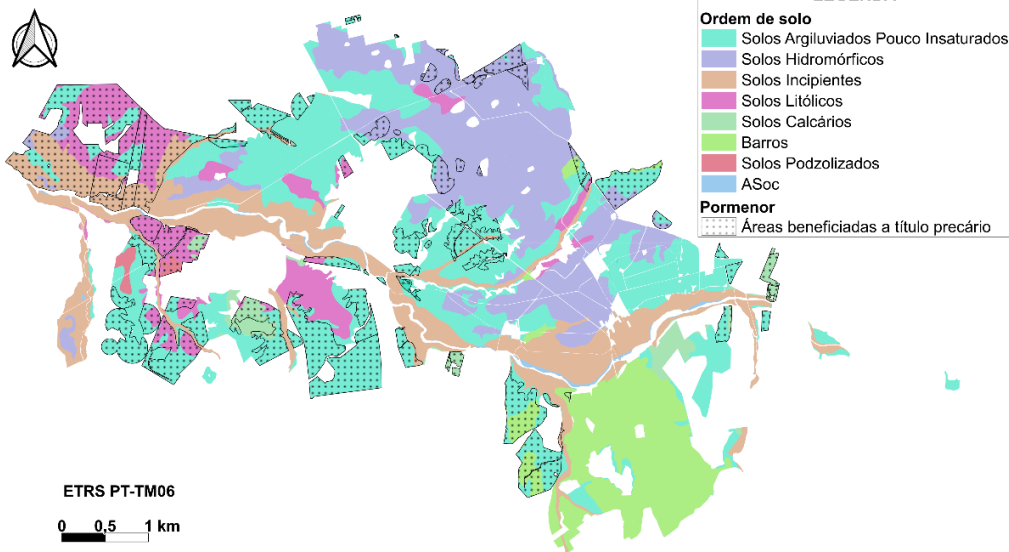 Ordem de solo
Solos Argiluviados Pouco Insaturados
Solos Hidromórficos
Solos Incipientes
Solos Litólicos
Solos Calcários
Barros
Solos Podzolizados
ASoc
Pormenor
Áreas beneficiadas a título precário
ETRS PT-TM06
0 0,5 1 km